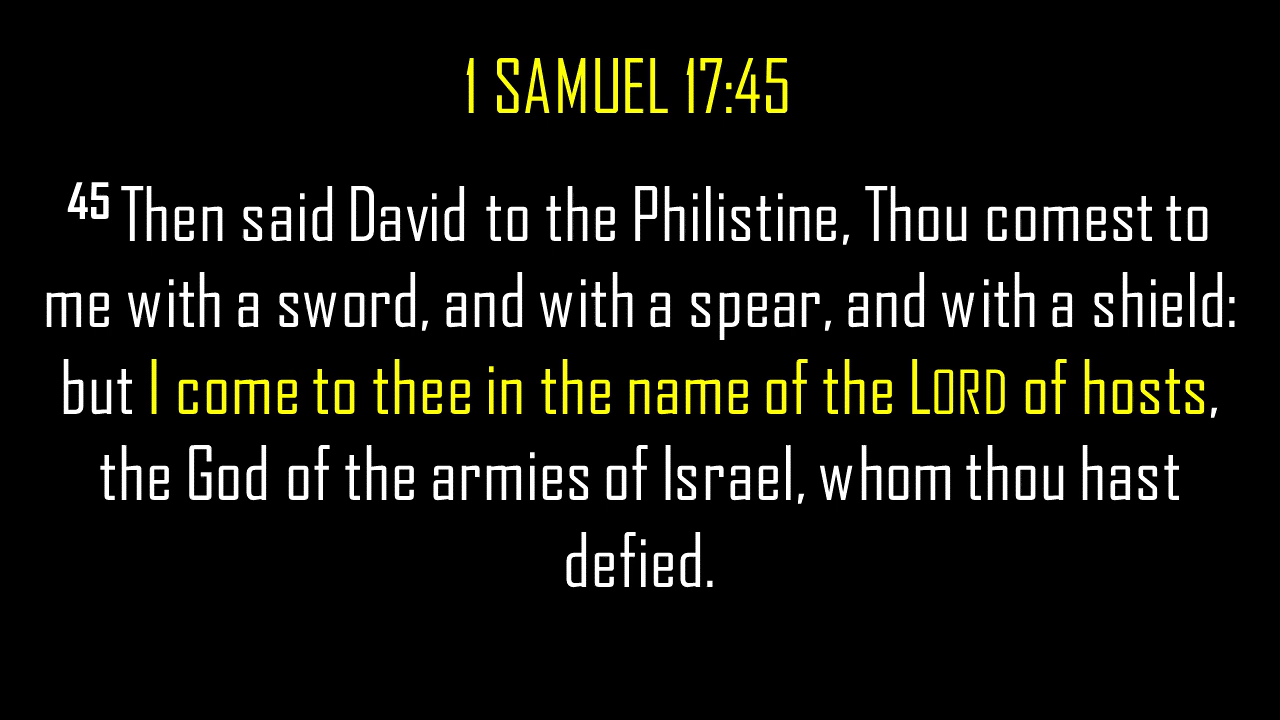 1 SAMUEL 17:45
45 Then said David to the Philistine, Thou comest to
me with a sword, and with a spear, and with a shield:
but I come to thee in the name of the LORD of hosts,
the God of the armies of Israel, whom thou hast
defied.